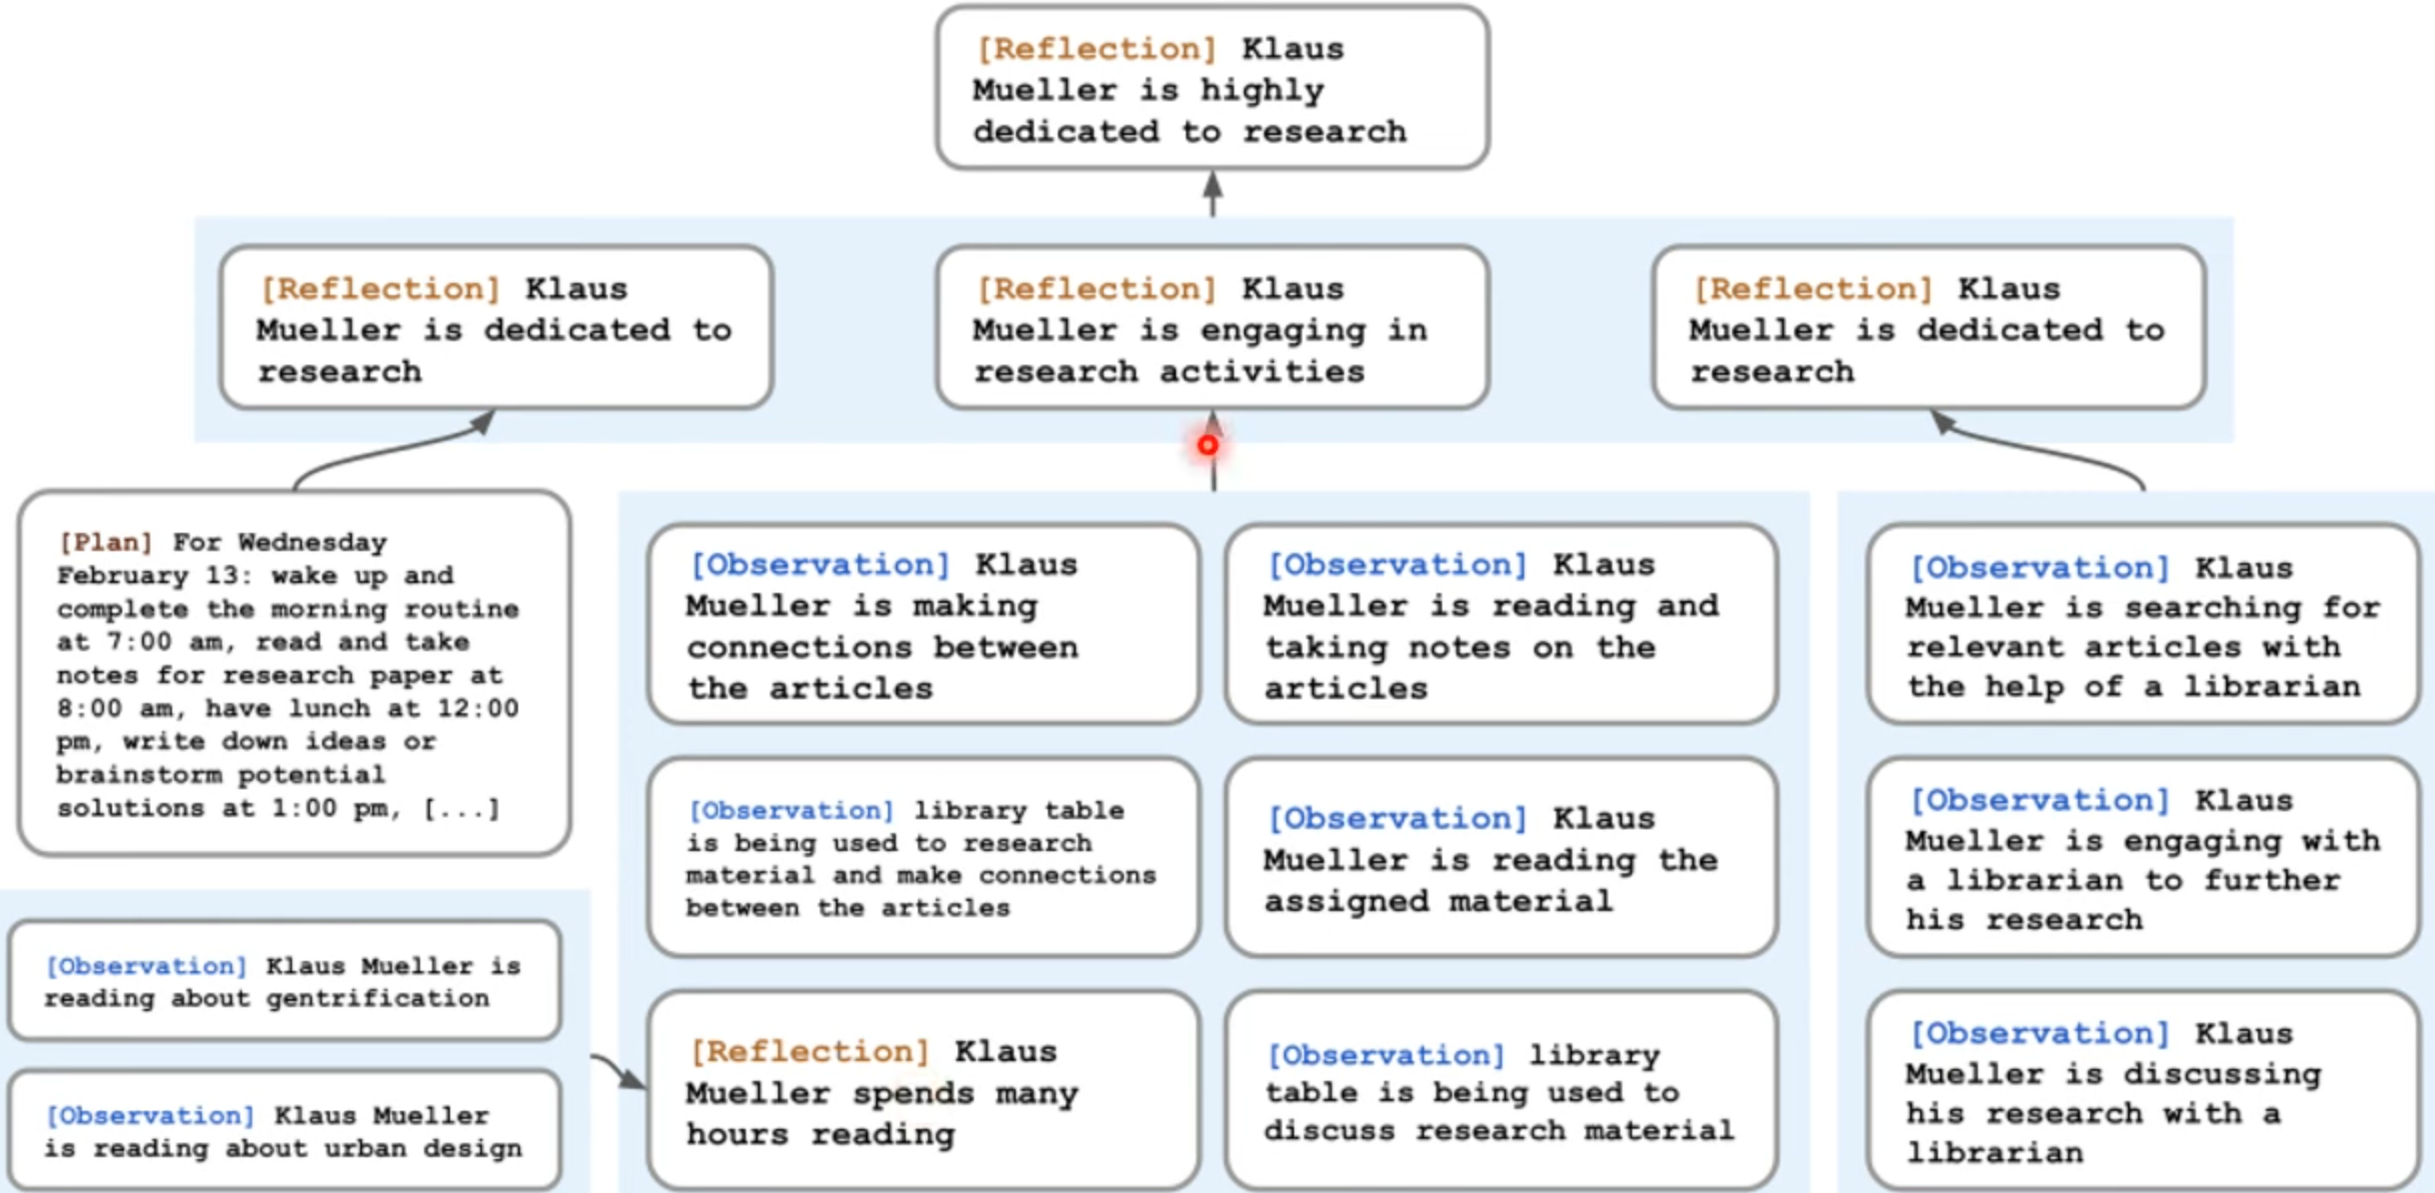 [Reflection] Klaus
Mueller is highly
dedicated to research
[Reflection] Klaus
Mueller is dedicated to
research
[Reflection] Klaus
Mueller is engaging in
research activities
[Reflection] Klaus
Mueller is dedicated to
research
[Plan] For Wednesday
February 13: wake up and
complete the morning routine
at 7:00 am, read and take
notes for research paper at
8:00 am, have lunch at 12:00
pm, write down ideas or
brainstorm potential
solutions at 1:00 pm, [...]
[Observation] Klaus Mueller is
reading about gentrification
[Observation] Klaus Mueller
is reading about urban design
[Observation] Klaus
Mueller is making
connections between
the articles
[Observation] Klaus
Mueller is reading and
taking notes on the
articles
[Observation] library table
is being used to research
material and make connections
between the articles
[Observation] Klaus
Mueller is reading the
assigned material
[Reflection] Klaus
Mueller spends many
hours reading
[Observation] library
table is being used to
discuss research material
[Observation] Klaus
Mueller is searching for
relevant articles with
the help of a librarian
[Observation] Klaus
Mueller is engaging with
a librarian to further
his research
[Observation] Klaus
Mueller is discussing
his research with a
librarian